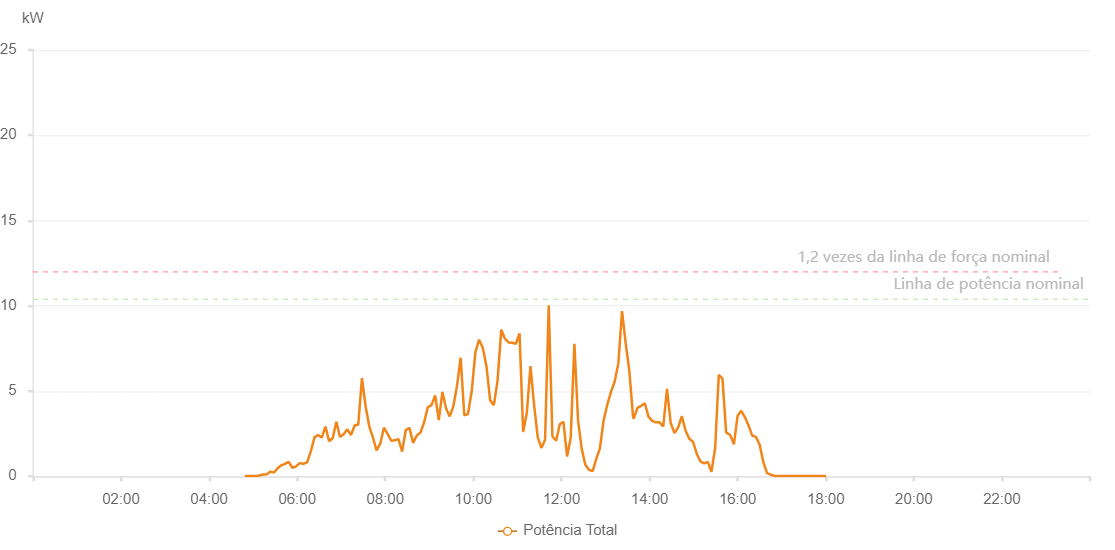 kW
25
20
15
1,2 vezes da linha de força nominal
Linha de potência nominal
10
5
0
02:00 04:00 06:00 08:00 10:00 12:00 14:00 16:00 18:00 20:00 22:00
Potência Total